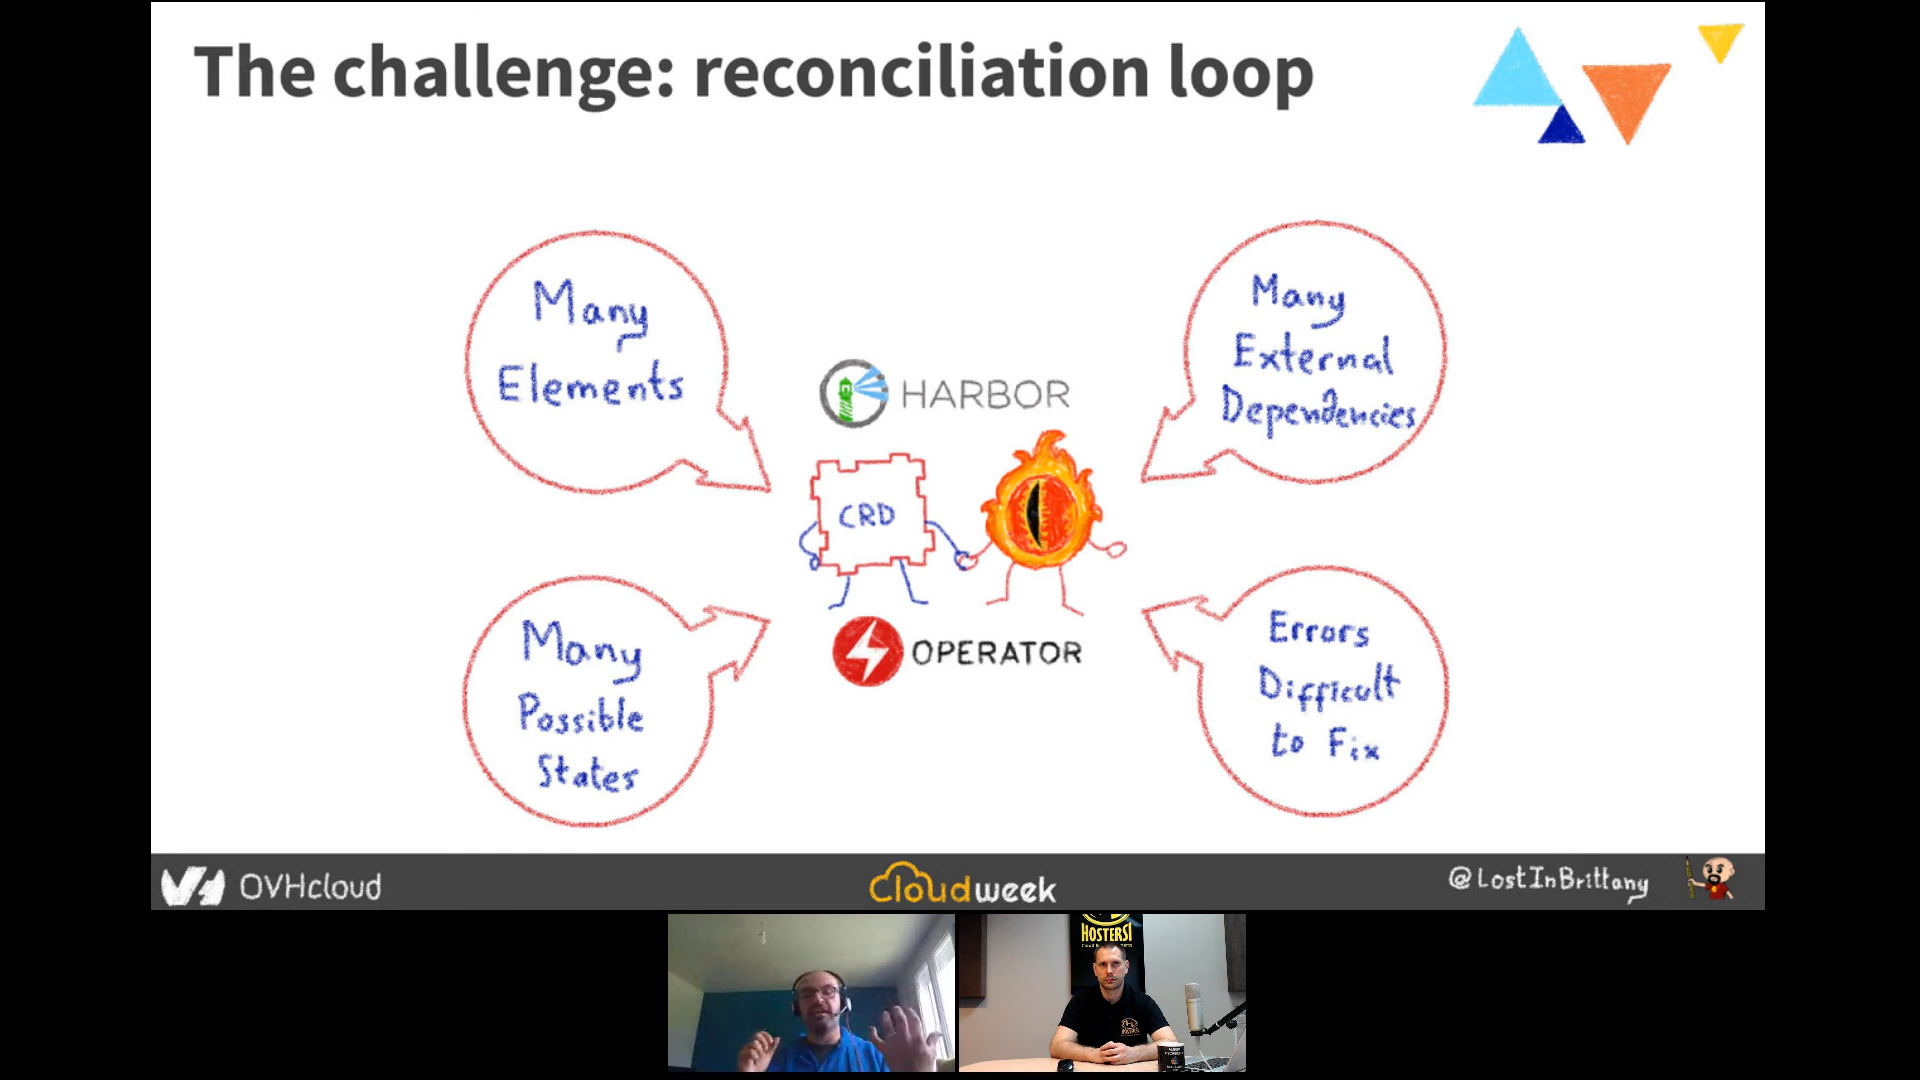 The challenge: reconciliation loop
Many
Elements
Many
External
Dependencies
HARBOR
CRD
OPERATOR
Many
Possible
States
Errors
Difficult
to Fix
OVHcloud
Cloudweek
@LostInBrittany
HOSTERSI